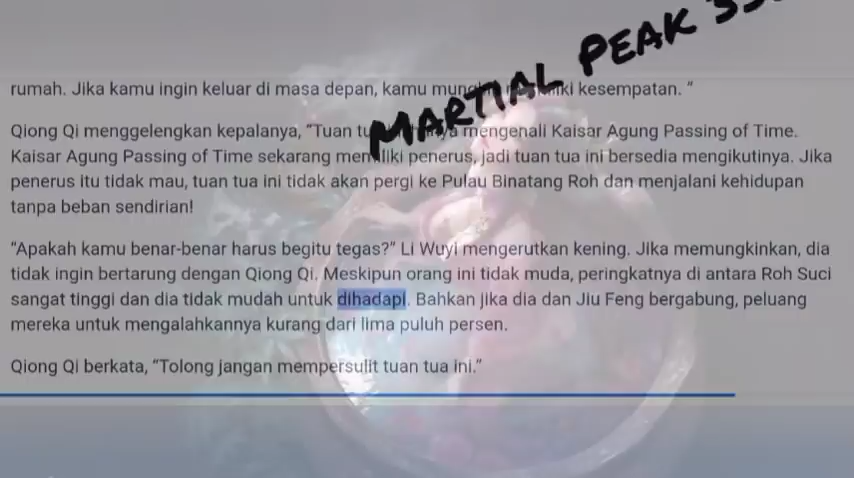 MARTIAL PEAK
rumah. Jika kamu ingin keluar di masa depan, kamu kesempatan. ”
Qiong Qi menggelengkan kepalanya, “Tuan mengenali Kaisar Agung Passing of Time.
Kaisar Agung Passing of Time sekarang memiliki penerus, jadi tuan tua ini bersedia mengikutinya. Jika
penerus itu tidak mau, tuan tua ini tidak akan pergi ke Pulau Binatang Roh dan menjalani kehidupan
tanpa beban sendirian!
“Apakah kamu benar-benar harus begitu tegas?” Li Wuyi mengerutkan kening. Jika memungkinkan, dia
tidak ingin bertarung dengan Qiong Qi. Meskipun orang ini tidak muda, peringkatnya di antara Roh Suci
sangat tinggi dan dia tidak mudah untuk dihadapi. Bahkan jika dia dan Jiu Feng bergabung, peluang
mereka untuk mengalahkannya kurang dari lima puluh persen.
Qiong Qi berkata, “Tolong jangan mempersulit tuan tua ini.”